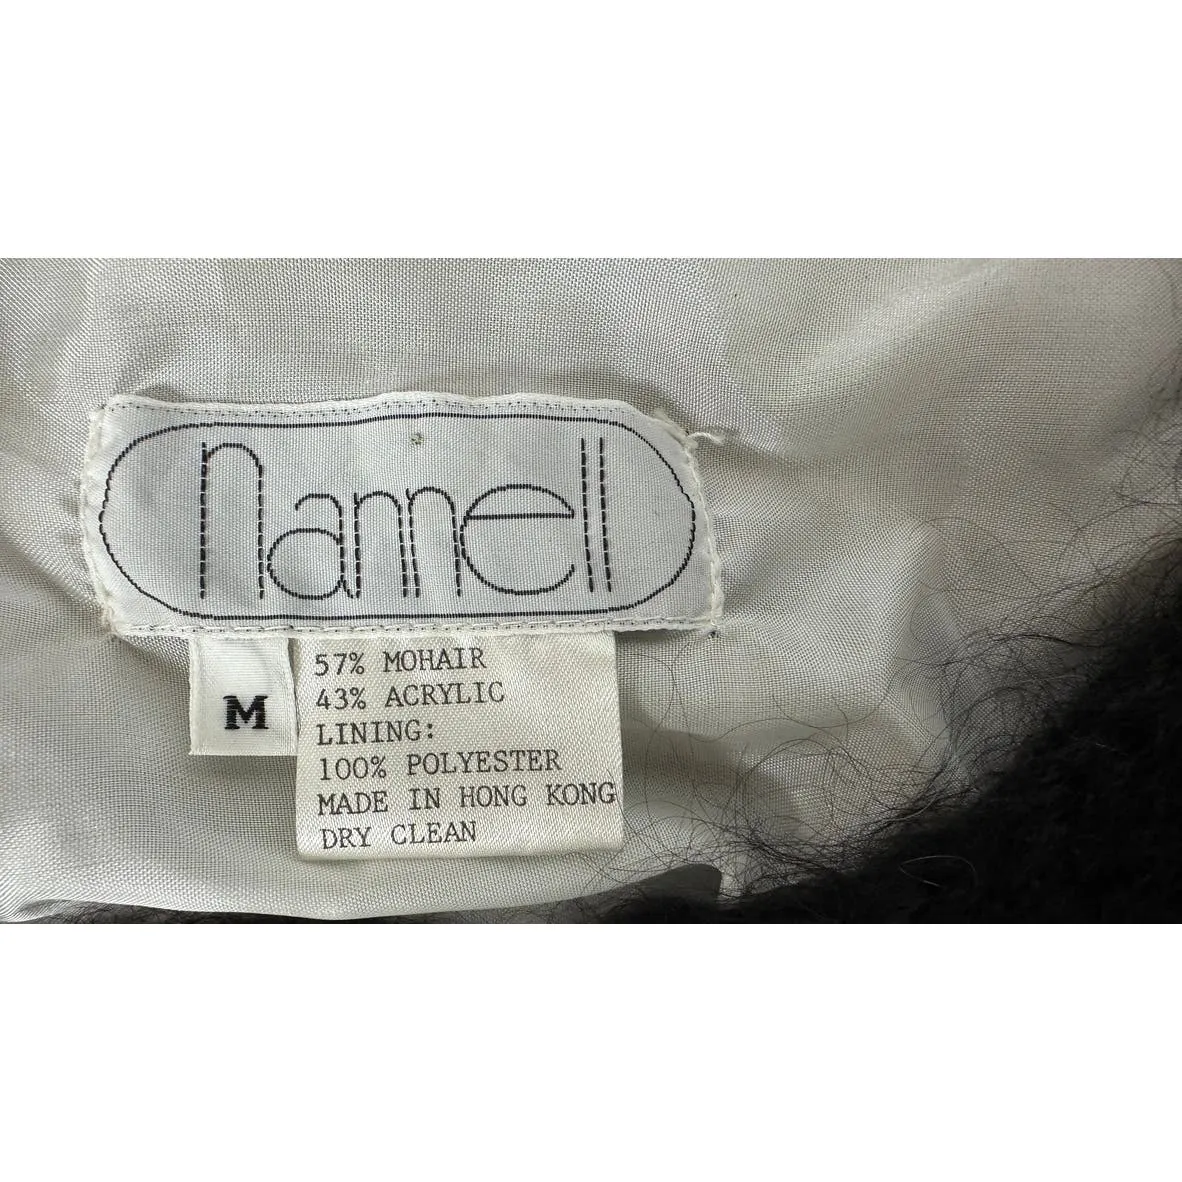 nannell
M
57% MOHAIR
43% ACRYLIC
LINING:
100% POLYESTER
MADE IN HONG KONG
DRY CLEAN